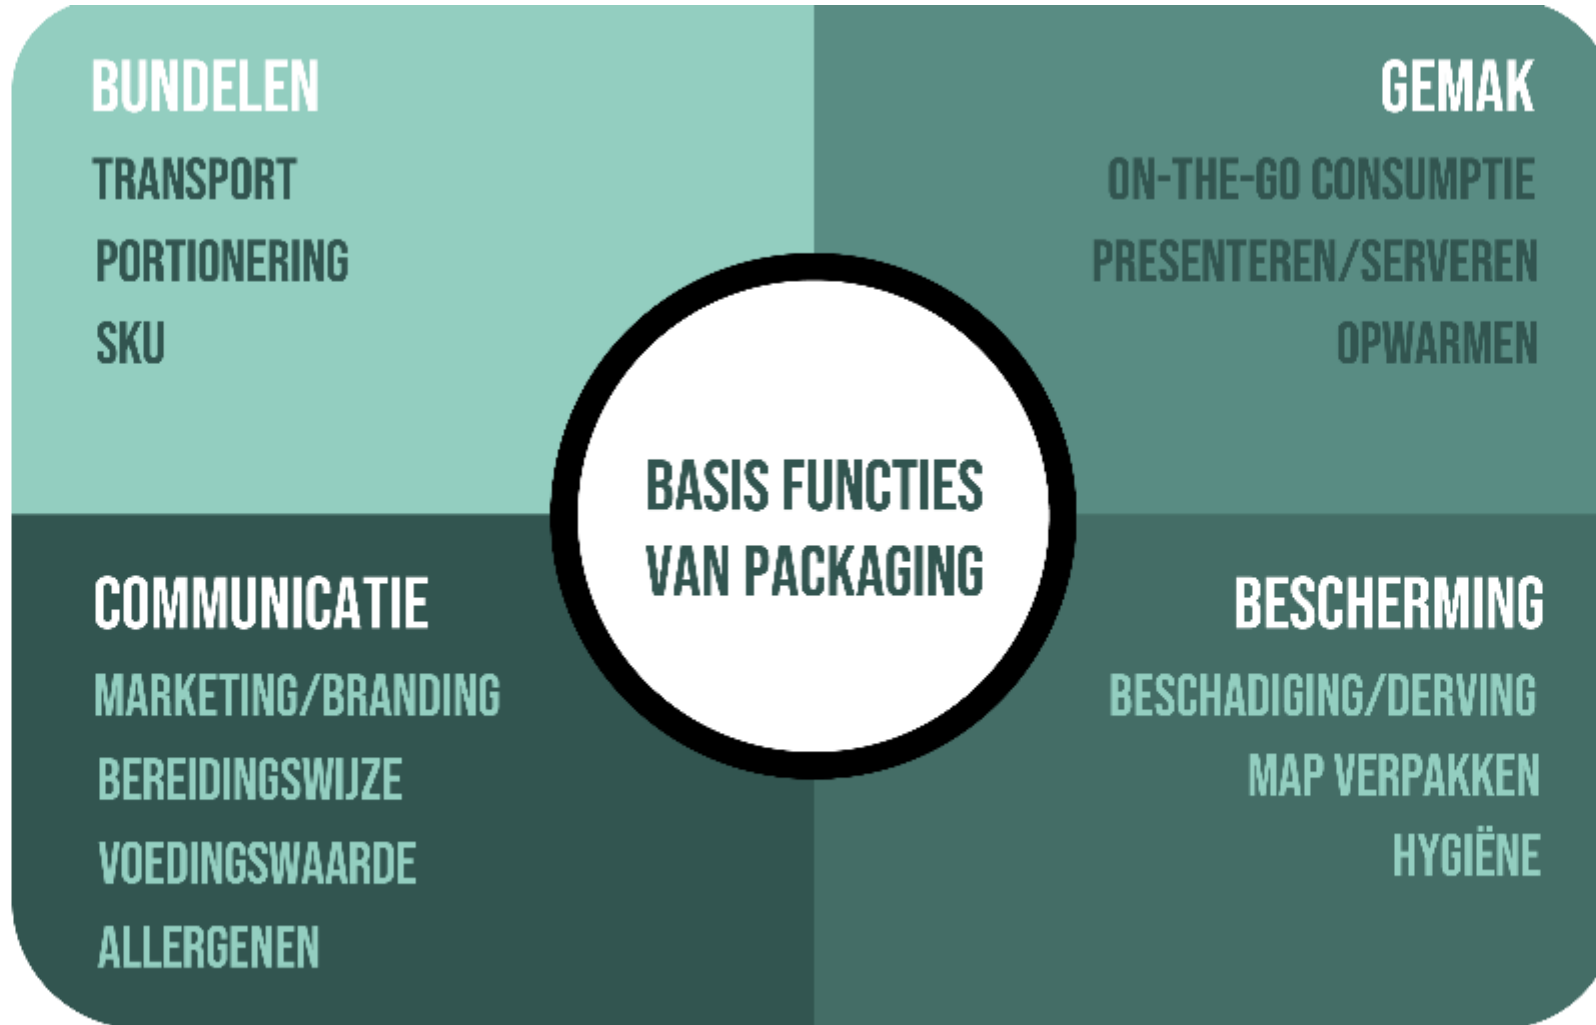 BUNDELEN
TRANSPORT
PORTIONERING
SKU
GEMAK
ON-THE-GO CONSUMPTIE
PRESENTEREN/SERVEREN
OPWARMEN
BASIS FUNCTIES
VAN PACKAGING
COMMUNICATIE
MARKETING/BRANDING
BEREIDINGSWIJZE
VOEDINGSWAARDE
ALLERGENEN
BESCHERMING
BESCHADIGING/DERVING
MAP VERPAKKEN
HYGIËNE